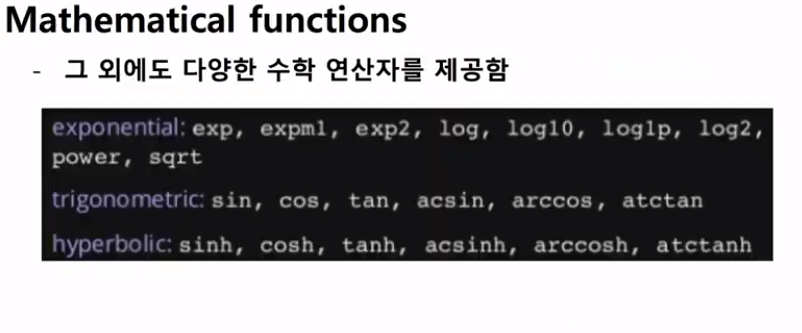 Mathematical functions
- 그 외에도 다양한 수학 연산자를 제공함
exponential: exp, expm1, exp2, log, log10, log1p, log2,
power, sqrt
trigonometric: sin, cos, tan, acsin, arccos, atctan
hyperbolic: sinh, cosh, tanh, acsinh, arccosh, atctanh